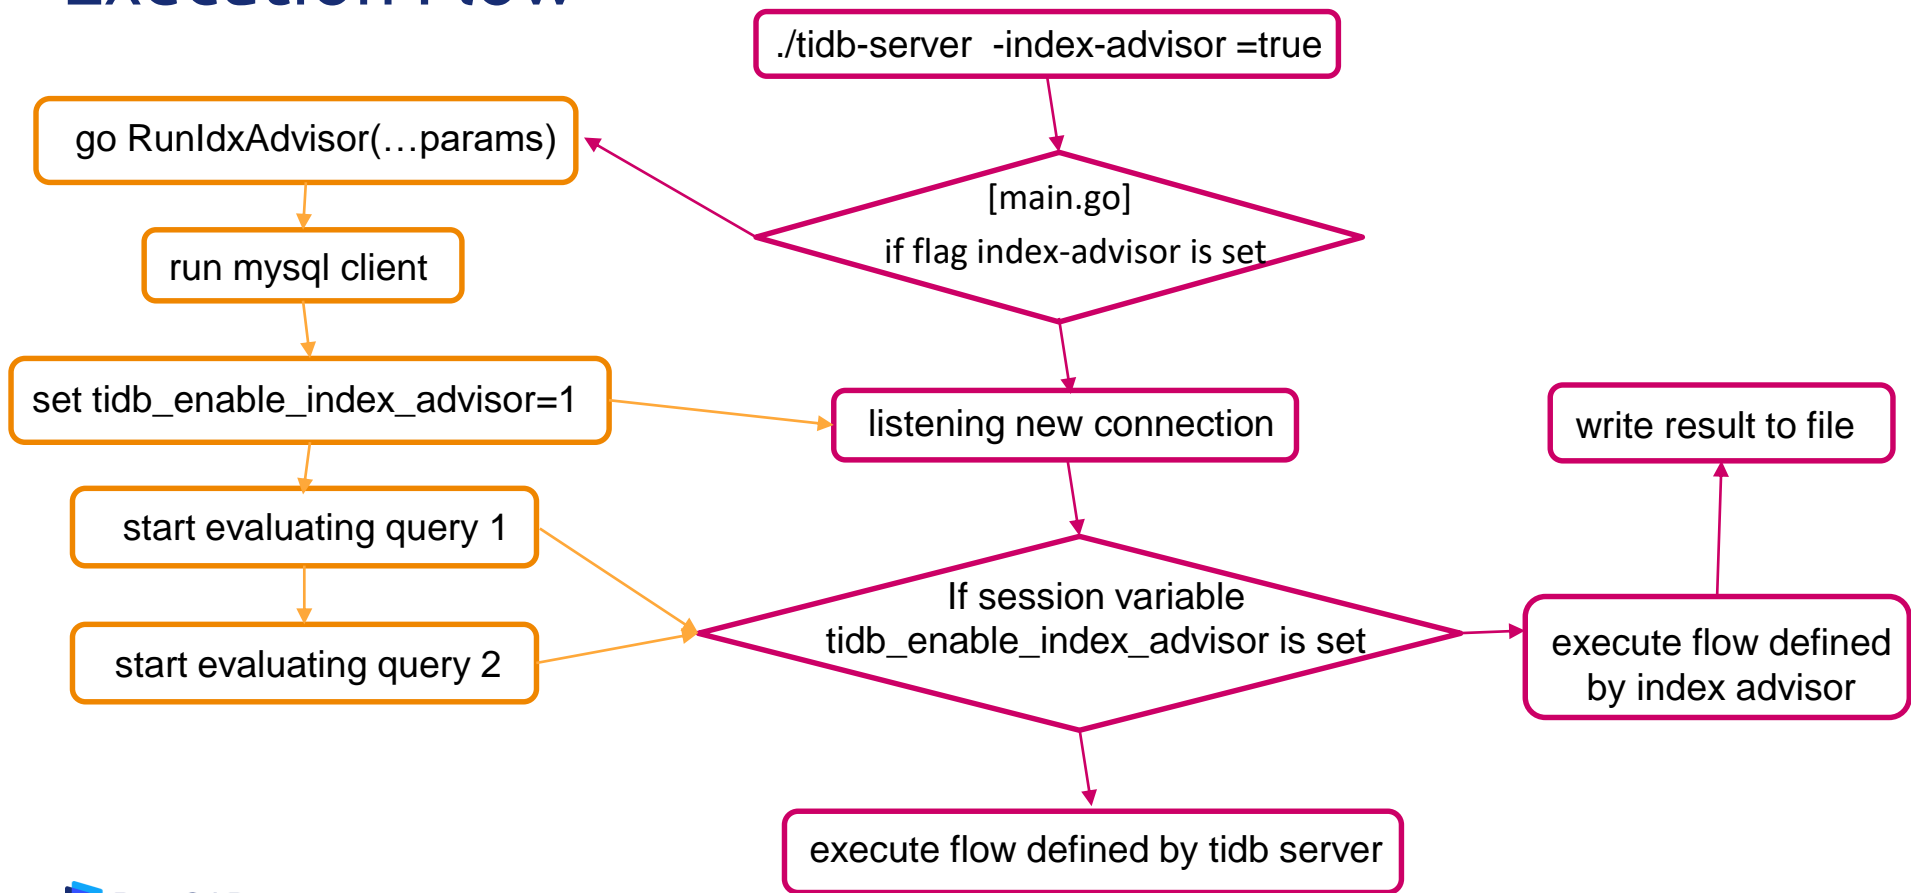 Execution Flow
./tidb-server -index-advisor =true
go RunIdxAdvisor(…params)
[main.go]
if flag index-advisor is set
run mysql client
set tidb_enable_index_advisor=1
listening new connection
write result to file
start evaluating query 1
If session variable
tidb_enable_index_advisor is set
start evaluating query 2
execute flow defined
by index advisor
execute flow defined by tidb server